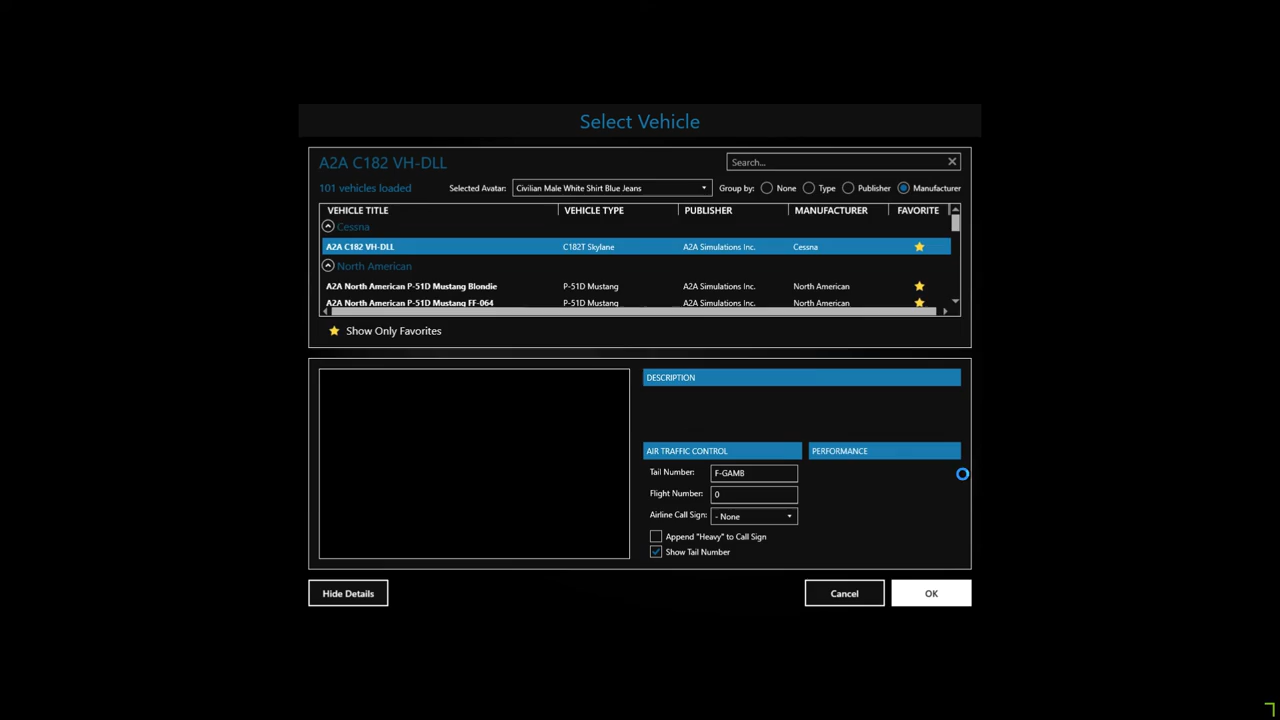 Select Vehicle
A2A C182 VH-DLL
Search...
101 vehicles loaded Selected Avatar: Civilian Male White Shirt Blue Jeans Group by: None Type Publisher Manufacturer
VEHICLE TITLE VEHICLE TYPE PUBLISHER MANUFACTURER FAVORITE
Cessna
A2A C182 VH-DLL C182T Skylane A2A Simulations Inc. Cessna
North American
A2A North American P-51D Mustang Blondie P-51D Mustang A2A Simulations Inc. North American
A2A North American P-51D Mustang FF-064 P-51D Mustang A2A Simulations Inc. North American
Show Only Favorites
DESCRIPTION
AIR TRAFFIC CONTROL PERFORMANCE
Tail Number: F-GAMB
Flight Number: 0
Airline Call Sign: - None
Append "Heavy" to Call Sign
Show Tail Number
Hide Details Cancel OK